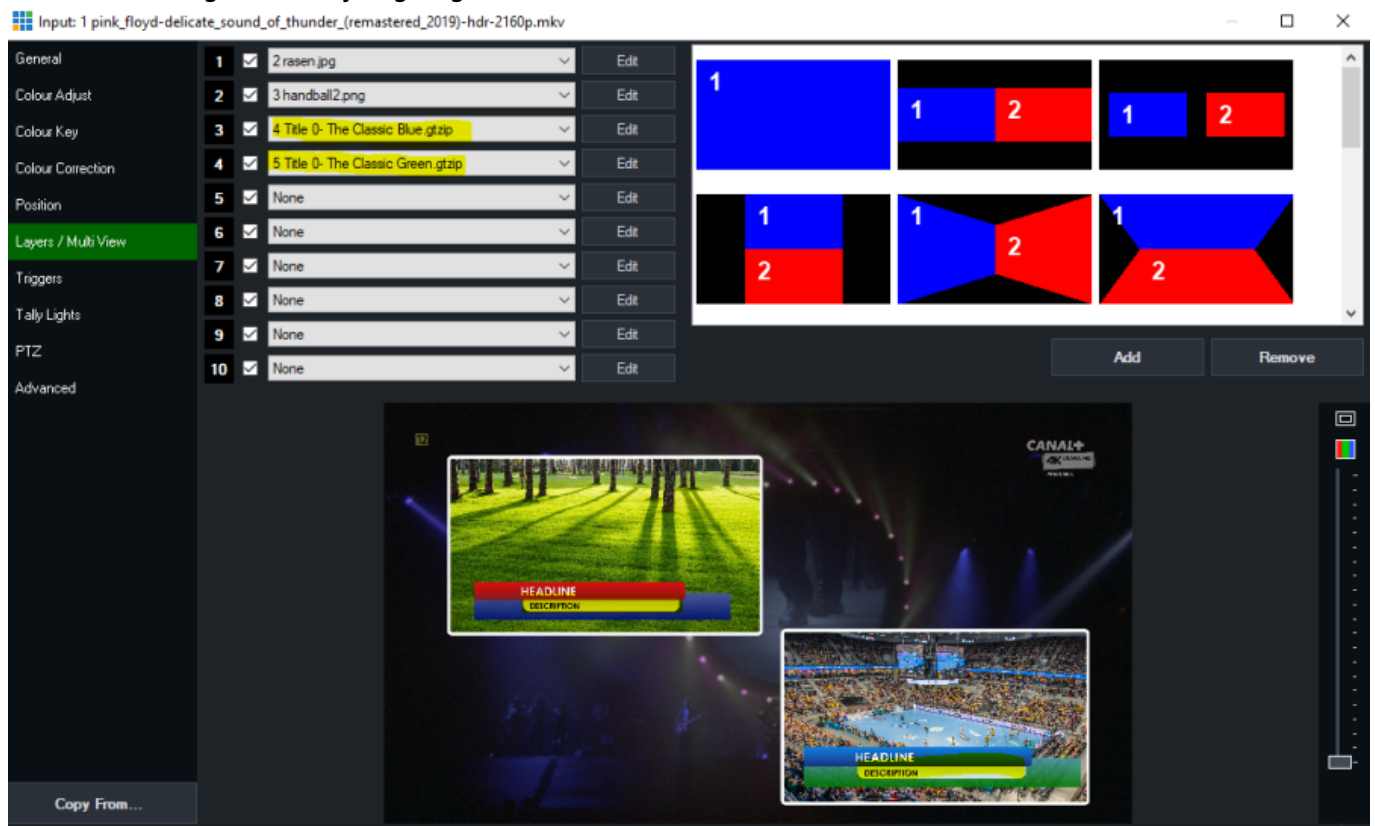 Input: 1 pink_floyd-delicate_sound_of_thunder_(remastered_2019)-hdr-2160p.mkv
General
Colour Adjust
Colour Key
Colour Correction
Position
Layers / Multi View
Triggers
Tally Lights
PTZ
Advanced
Copy From...
1 2 rasen.jpg Edit
2 3 handball2.png Edit
3 4 Title 0- The Classic Blue.gtzip Edit
4 5 Title 0- The Classic Green.gtzip Edit
5 None Edit
6 None Edit
7 None Edit
8 None Edit
9 None Edit
10 None Edit
1
1 2
1 2
1
2
1
2
1
2
Add Remove
12
CANAL+
4K
HEADLINE
DESCRIPTION
HEADLINE
DESCRIPTION